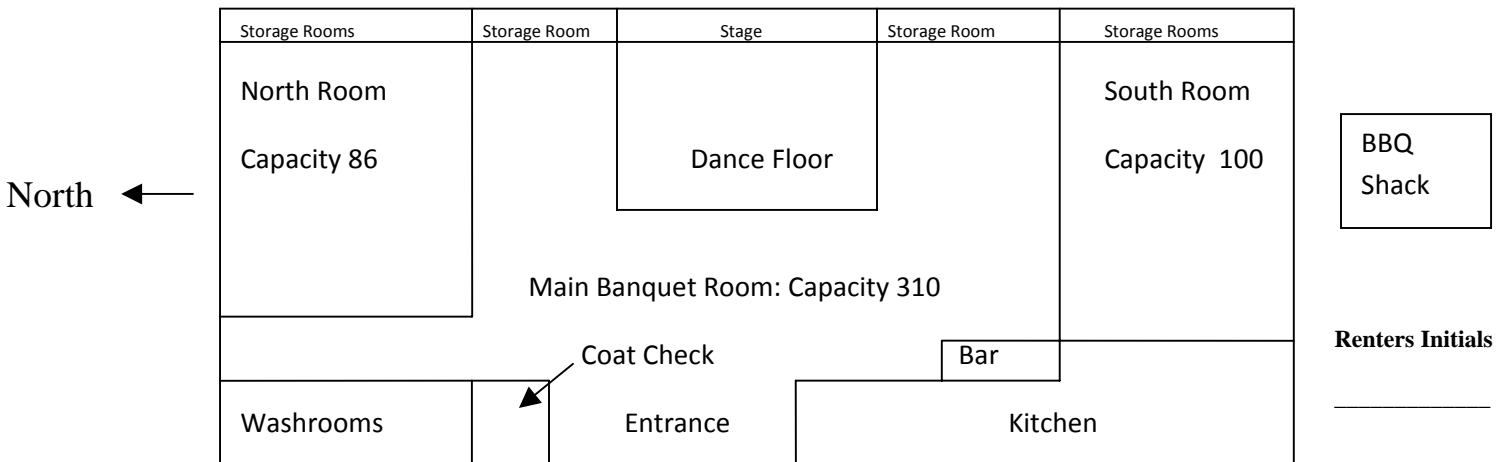 Storage Rooms Storage Room Stage Storage Room Storage Rooms
North Room South Room
BBQ
Capacity 86 Dance Floor Capacity 100
Shack
North
Main Banquet Room: Capacity 310
Renters Initials
Coat Check Bar
_____________
Washrooms Entrance Kitchen